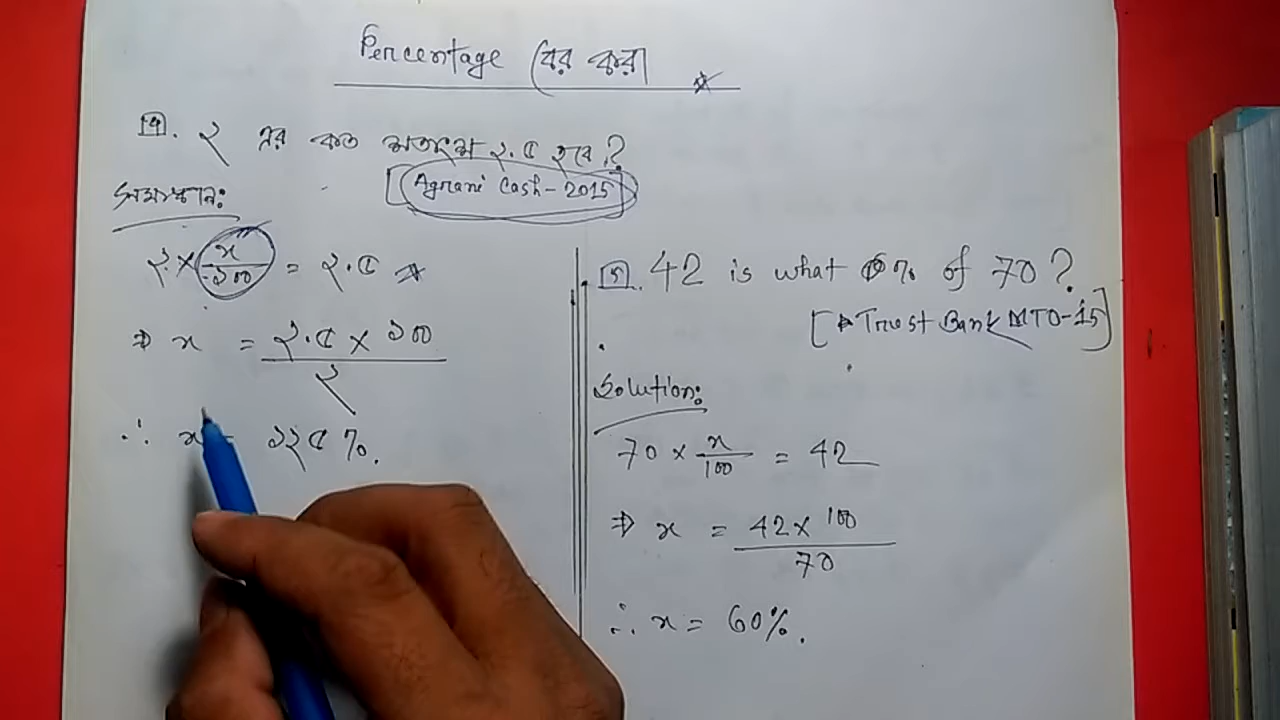 Percentage বের করা
৭. ২ এর কত শতাংশ ২.৫ হবে?
[Agrani Cash-2015]
সমাধান:
২ × x/১০০ = ২.৫
⇒ x = ২.৫ × ১০০/২
∴ x = ১২৫%.
৮. 42 is what % of 70?
[Trust Bank MTO-15]
Solution:
70 × x/100 = 42
⇒ x = 42 × 100/70
∴ x = 60%.